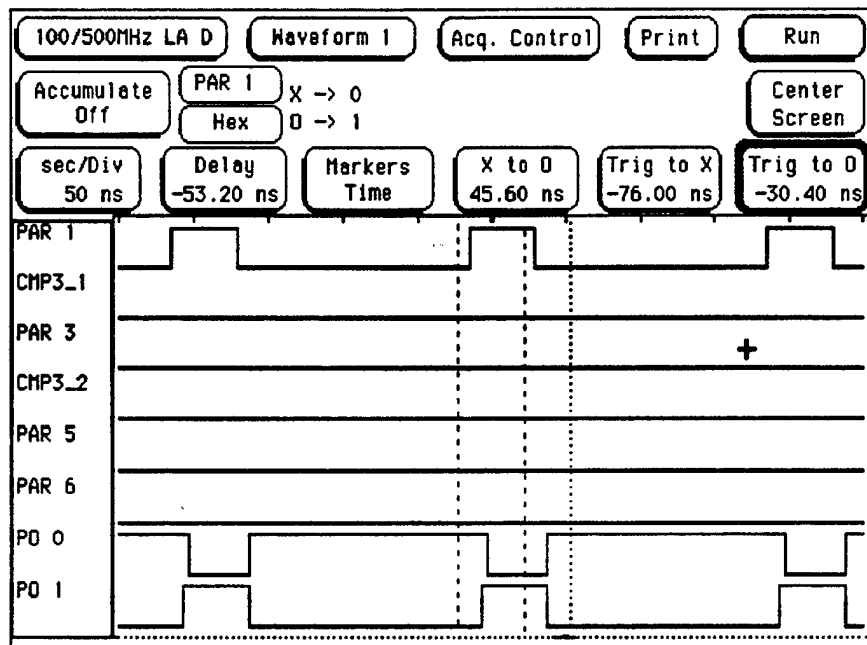 100/500MHz LA D Waveform 1 Acq. Control Print Run
Accumulate Off
PAR 1 X -> 0
Hex O -> 1
Center Screen
sec/Div 50 ns
Delay -53.20 ns
Markers Time
X to O 45.60 ns
Trig to X -76.00 ns
Trig to O -30.40 ns
PAR 1
CMP3_1
PAR 3
CMP3_2
PAR 5
PAR 6
PO 0
PO 1